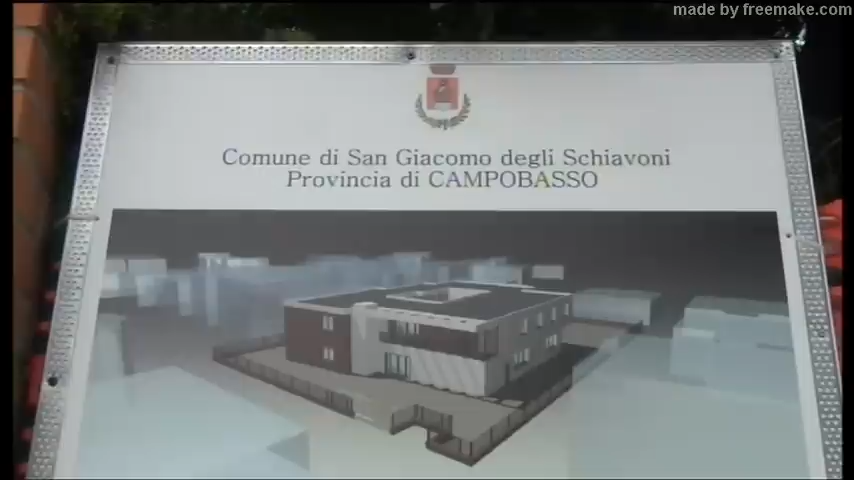 made by freemake.com
Comune di San Giacomo degli Schiavoni
Provincia di CAMPOBASSO